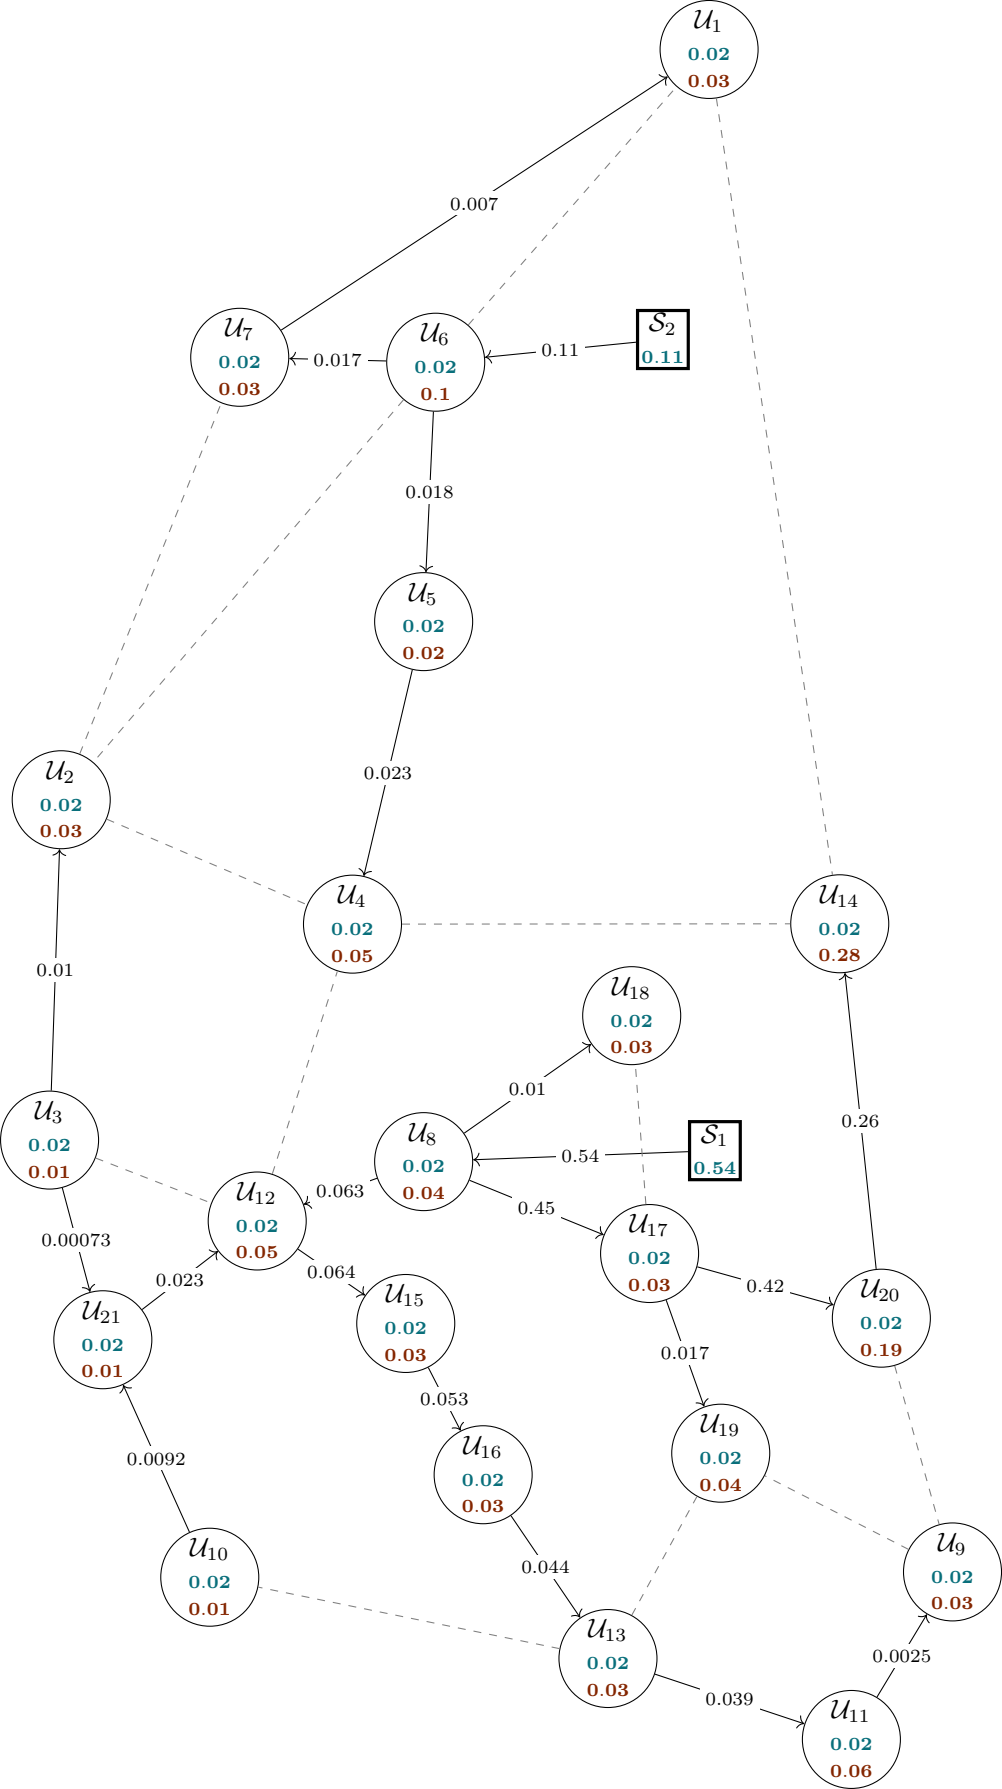 𝒰₁
0.02
0.03
0.007
𝒰₇
0.02
0.03
0.017
𝒰₆
0.02
0.1
0.11
𝒮₂
0.11
0.018
𝒰₅
0.02
0.02
0.023
𝒰₂
0.02
0.03
𝒰₄
0.02
0.05
𝒰₁₄
0.02
0.28
0.01
𝒰₁₈
0.02
0.03
0.01
𝒰₃
0.02
0.01
𝒰₈
0.02
0.04
0.54
𝒮₁
0.54
0.26
0.063
𝒰₁₂
0.02
0.05
0.45
𝒰₁₇
0.02
0.03
0.00073
0.023
0.064
0.42
𝒰₂₀
0.02
0.19
𝒰₂₁
0.02
0.01
𝒰₁₅
0.02
0.03
0.017
0.053
𝒰₁₉
0.02
0.04
0.0092
𝒰₁₆
0.02
0.03
𝒰₁₀
0.02
0.01
0.044
𝒰₉
0.02
0.03
𝒰₁₃
0.02
0.03
0.0025
0.039
𝒰₁₁
0.02
0.06